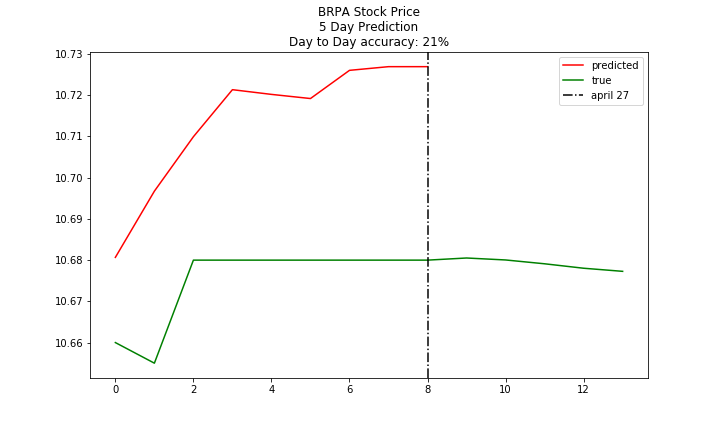 BRPA Stock Price
5 Day Prediction
Day to Day accuracy: 21%
10.73
10.72
10.71
10.70
10.69
10.68
10.67
10.66
predicted
true
april 27
0 2 4 6 8 10 12